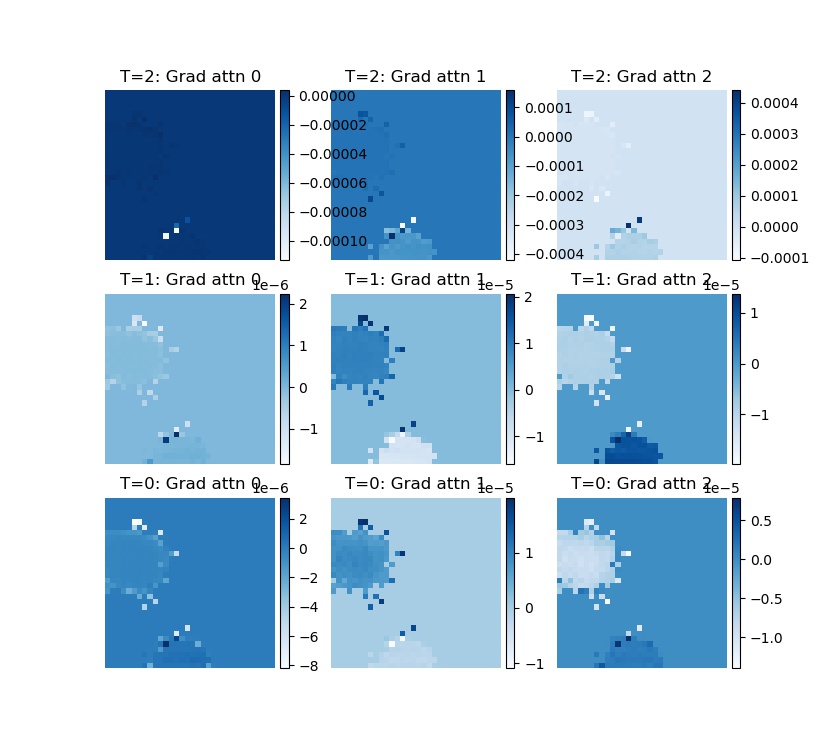 T=2: Grad attn 0
0.00000
−0.00002
−0.00004
−0.00006
−0.00008
−0.00010
T=2: Grad attn 1
0.0001
0.0000
−0.0001
−0.0002
−0.0003
−0.0004
T=2: Grad attn 2
0.0004
0.0003
0.0002
0.0001
0.0000
−0.0001
T=1: Grad attn 0
1e−6
2
1
0
−1
T=1: Grad attn 1
1e−5
2
1
0
−1
T=1: Grad attn 2
1e−5
1
0
−1
T=0: Grad attn 0
1e−6
2
0
−2
−4
−6
−8
T=0: Grad attn 1
1e−5
1
0
−1
T=0: Grad attn 2
1e−5
0.5
0.0
−0.5
−1.0